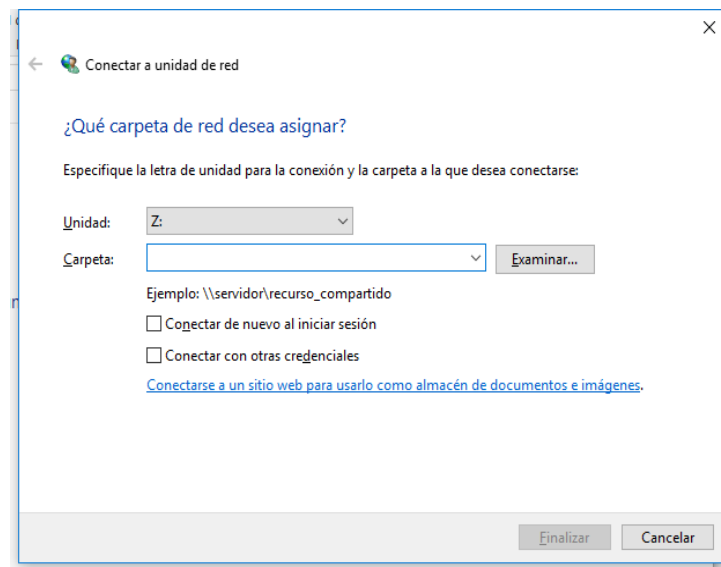 Conectar a unidad de red
¿Qué carpeta de red desea asignar?
Especifique la letra de unidad para la conexión y la carpeta a la que desea conectarse:
Unidad: Z:
Carpeta: Examinar...
Ejemplo: \\servidor\recurso_compartido
Conectar de nuevo al iniciar sesión
Conectar con otras credenciales
Conectarse a un sitio web para usarlo como almacén de documentos e imágenes.
Finalizar Cancelar